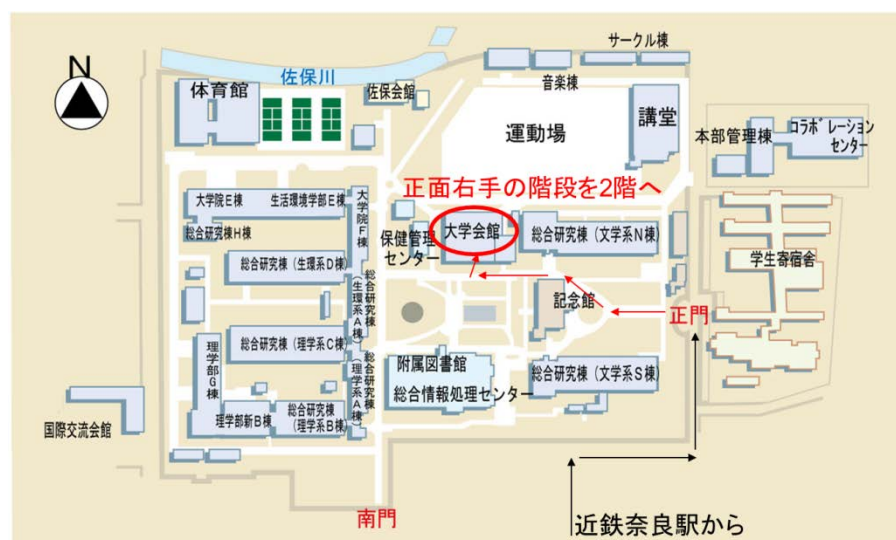 サークル棟
N
佐保川
音楽棟
体育館
佐保会館
講堂
運動場
本部管理棟
コラボレーション
センター
正面右手の階段を2階へ
大学院E棟
生活環境学部E棟
大学院F棟
総合研究棟H棟
保健管理
センター
大学会館
総合研究棟(文学系N棟)
学生寄宿舎
総合研究棟(生環系D棟)
総合研究棟
(生環系A棟)
記念館
正門
総合研究棟(理学系C棟)
総合研究棟
(理学系A棟)
理学部G棟
附属図書館
総合情報処理センター
総合研究棟(文学系S棟)
国際交流会館
理学部新B棟
総合研究棟
(理学系B棟)
南門
近鉄奈良駅から